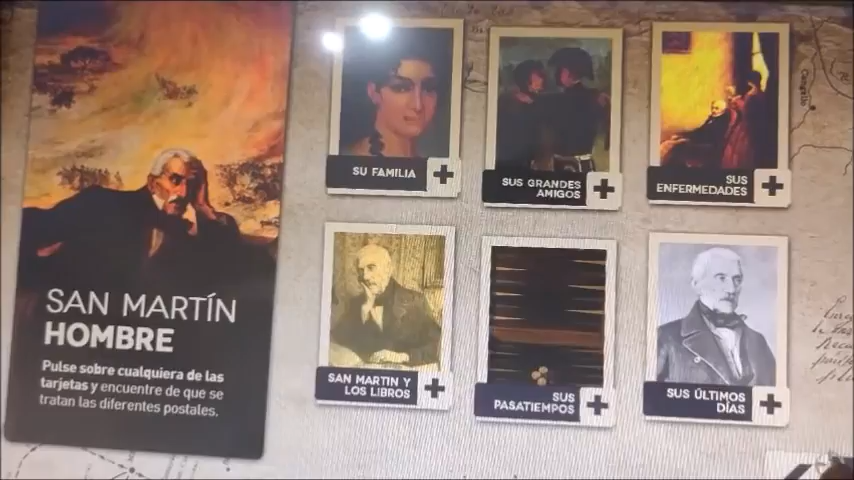 SAN MARTÍN
HOMBRE
Pulse sobre cualquiera de las
tarjetas y encuentre de que se
tratan las diferentes postales.
SU FAMILIA
SUS GRANDES
AMIGOS
SUS
ENFERMEDADES
SAN MARTIN Y
LOS LIBROS
SUS
PASATIEMPOS
SUS ÚLTIMOS
DÍAS